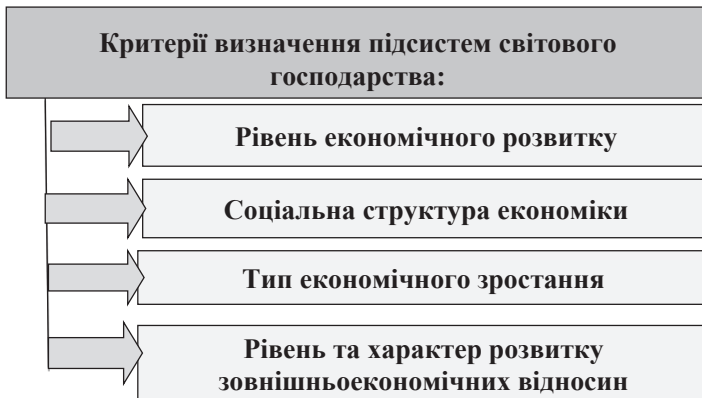 Критерії визначення підсистем світового
господарства:
Рівень економічного розвитку
Соціальна структура економіки
Тип економічного зростання
Рівень та характер розвитку
зовнішньоекономічних відносин